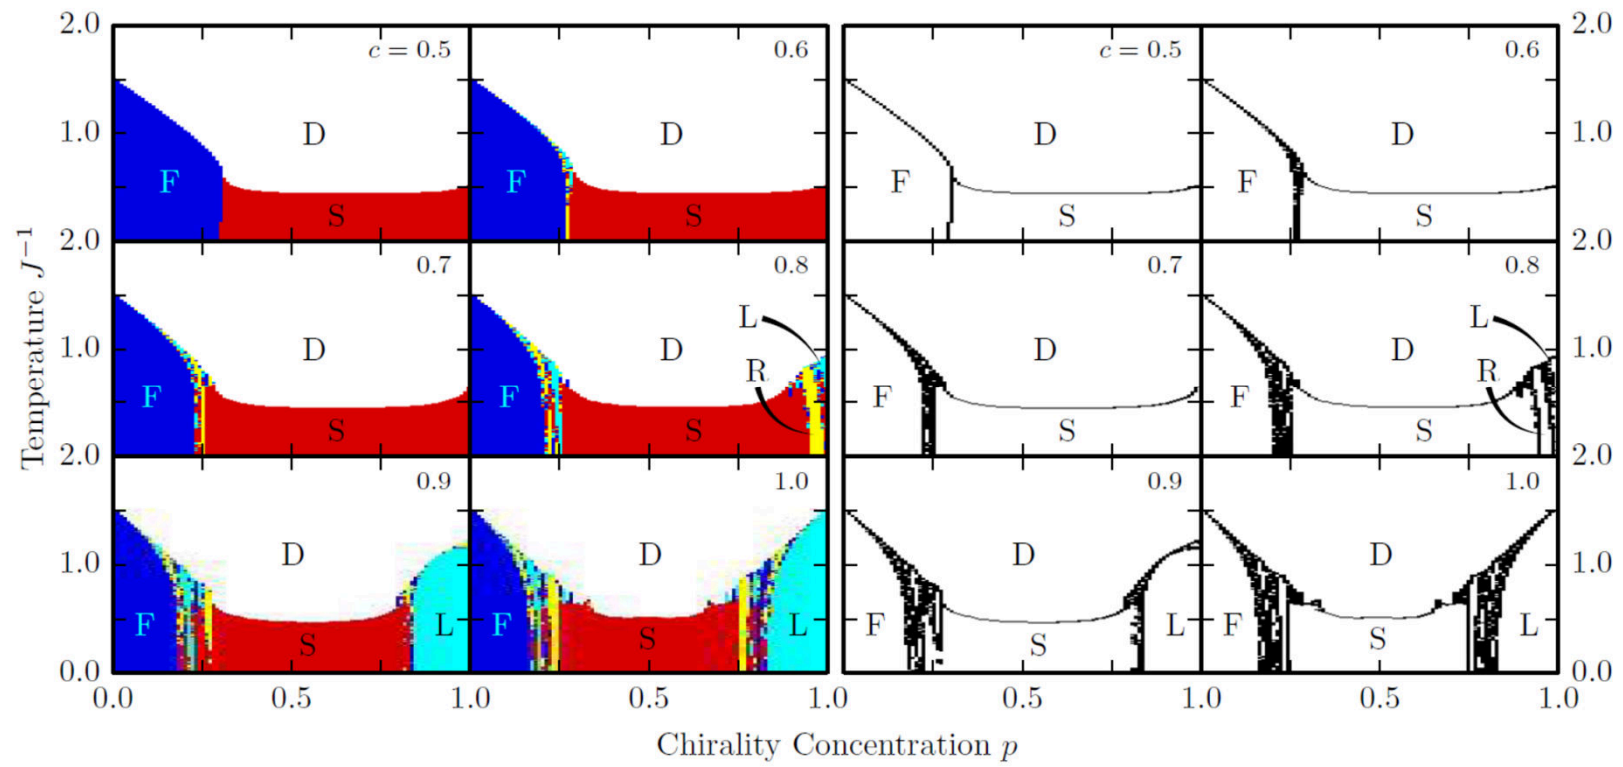 2.0 2.0
c = 0.5 0.6 c = 0.5 0.6
1.0 D D D D 1.0
F F F F
S S S S
2.0 2.0
0.7 0.8 0.7 0.8
L L
1.0 D D D D 1.0
R R
F F F F
S S S S
2.0 2.0
0.9 1.0 0.9 1.0
1.0 D D D D 1.0
F S L F S L F S L F S L
0.0 0.0
0.0 0.5 1.0 0.5 1.0 0.5 1.0 0.5 1.0
Temperature J⁻¹
Chirality Concentration p